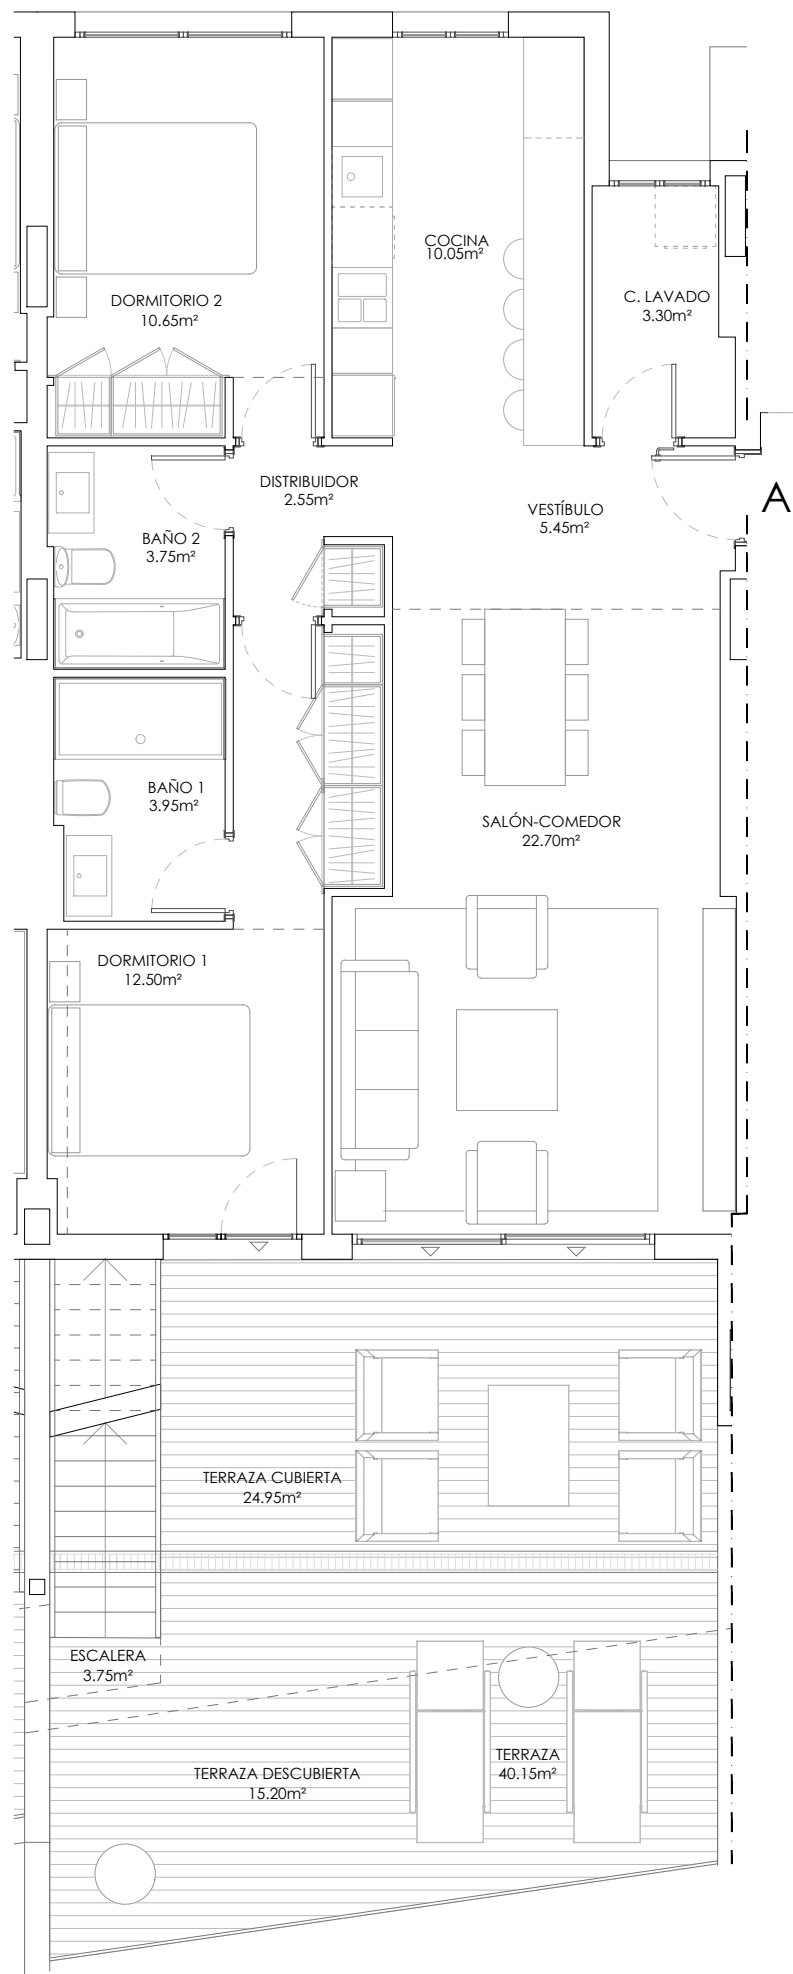 COCINA
10.05m²
DORMITORIO 2
10.65m²
C. LAVADO
3.30m²
DISTRIBUIDOR
2.55m²
VESTÍBULO
5.45m²
A
BAÑO 2
3.75m²
BAÑO 1
3.95m²
SALÓN-COMEDOR
22.70m²
DORMITORIO 1
12.50m²
TERRAZA CUBIERTA
24.95m²
ESCALERA
3.75m²
TERRAZA DESCUBIERTA
15.20m²
TERRAZA
40.15m²